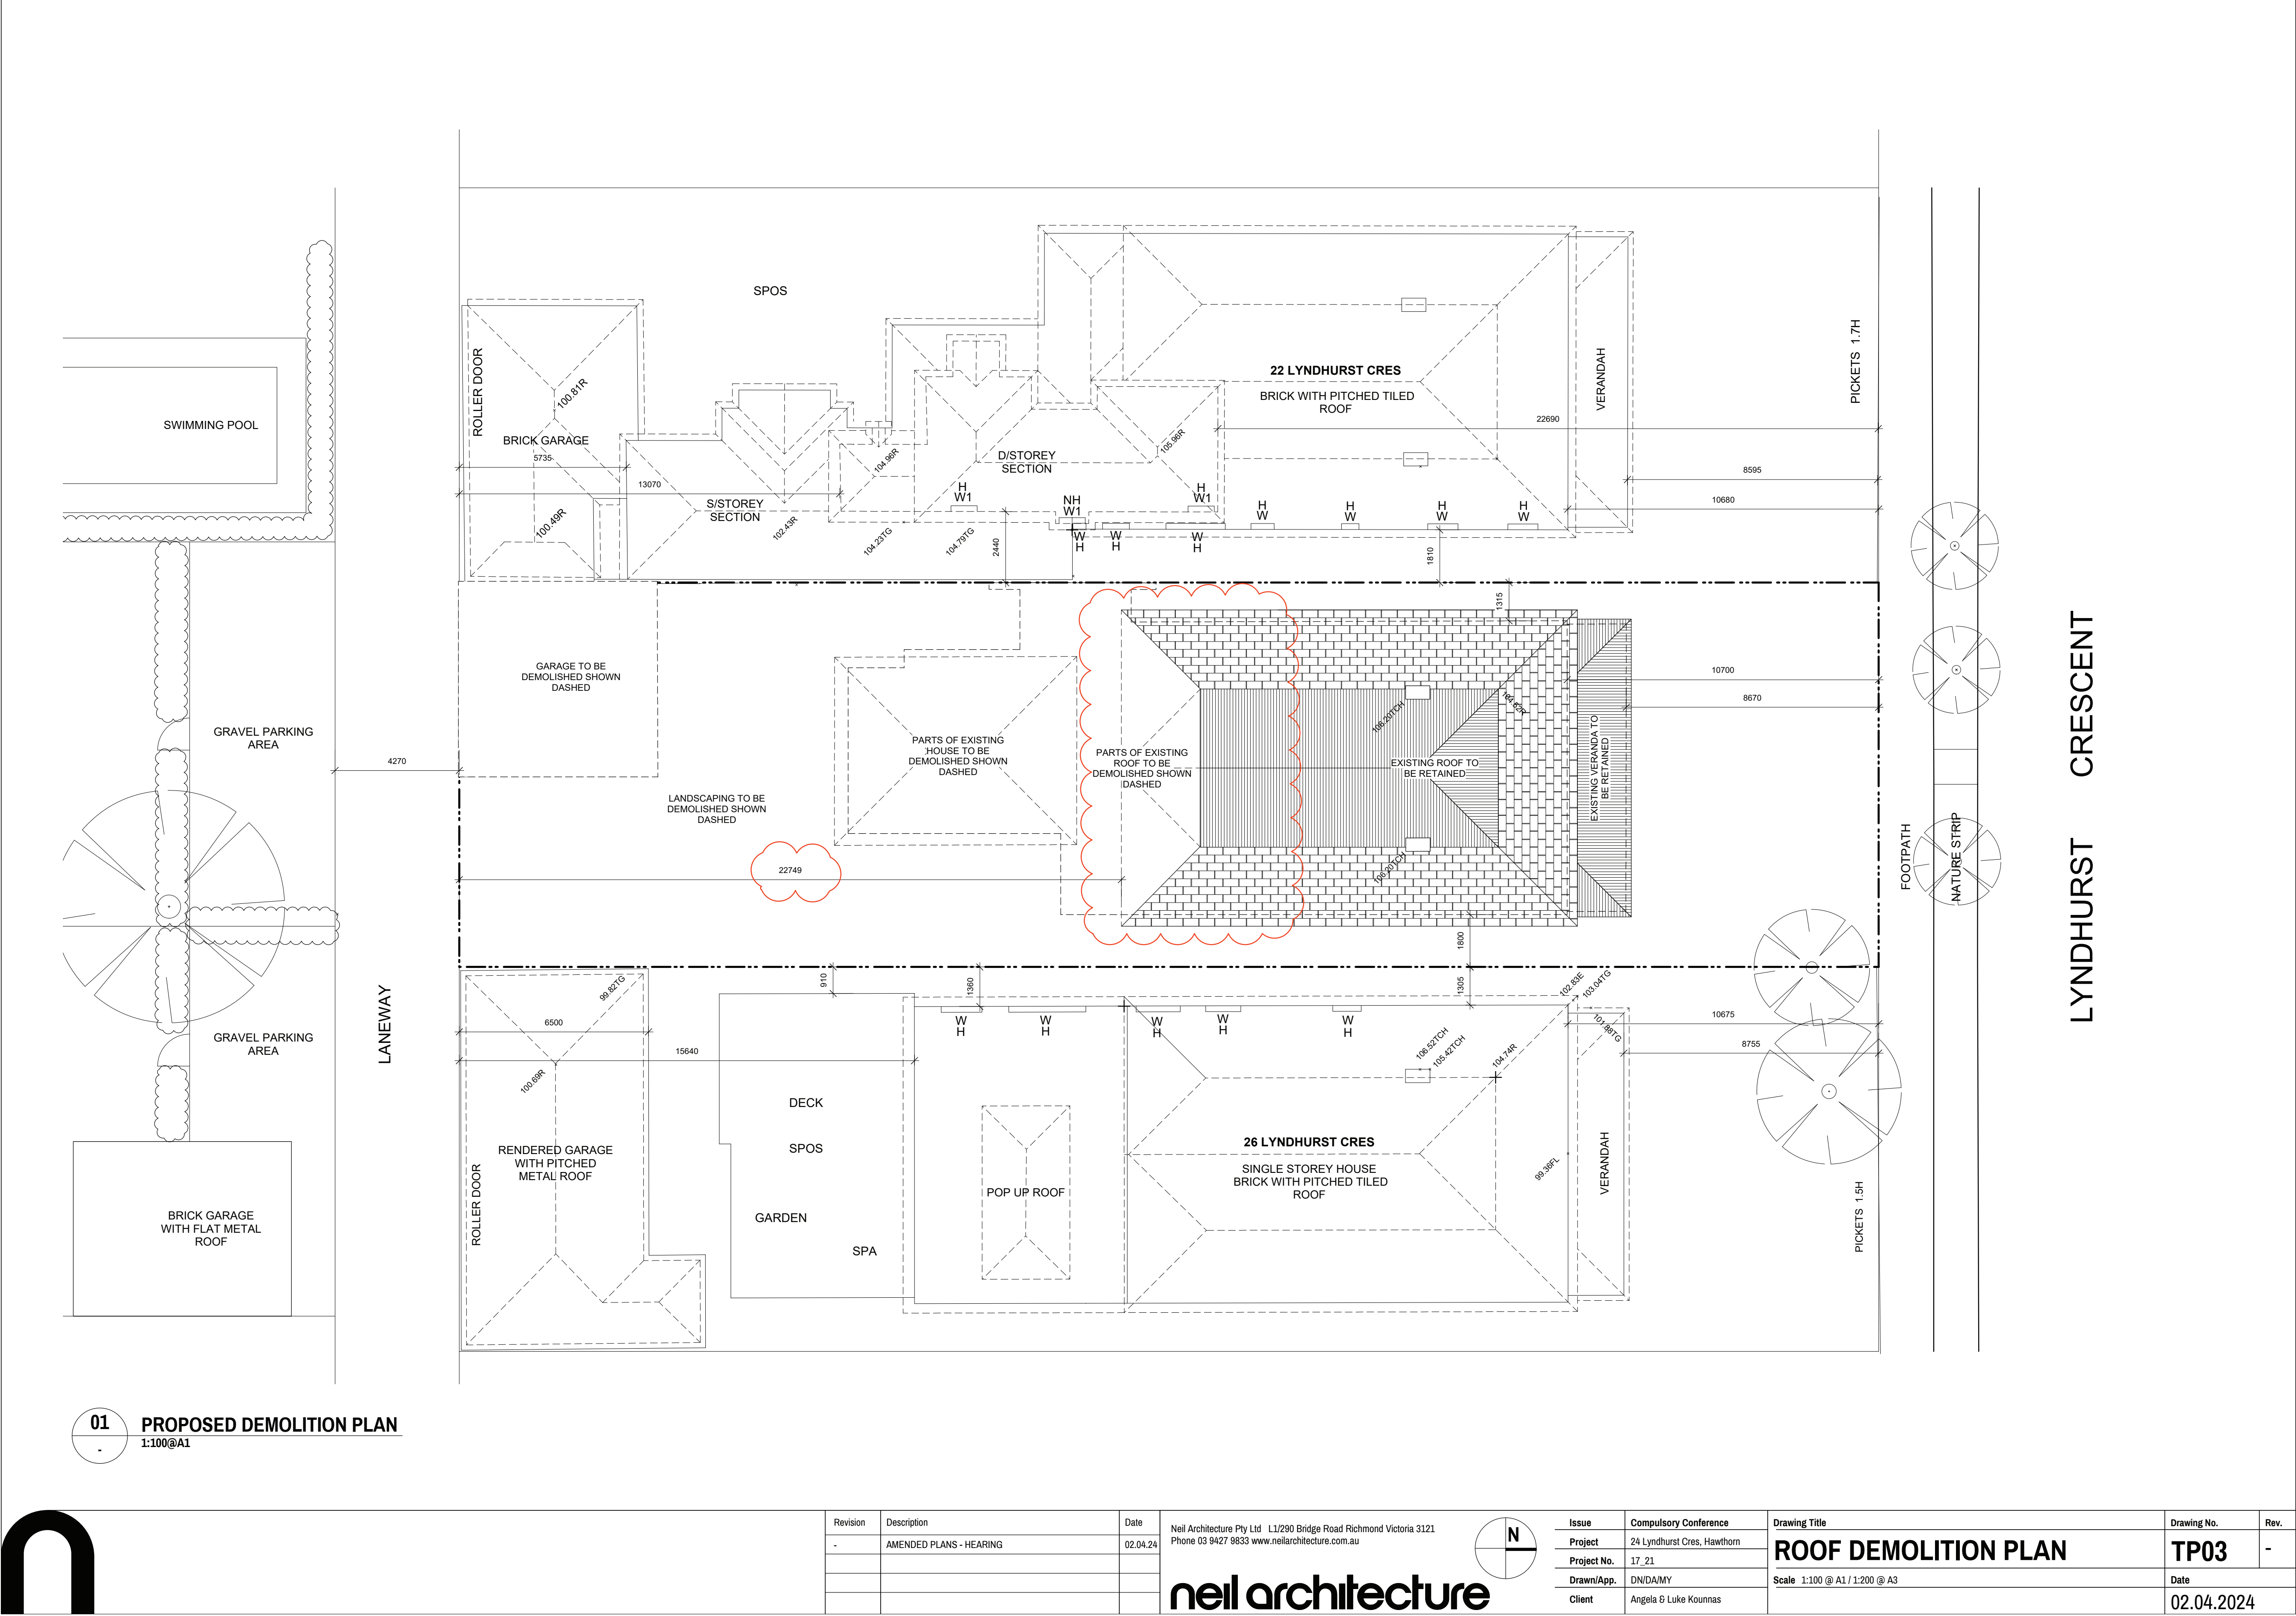 SPOS
ROLLER DOOR
100.81R
BRICK GARAGE
5735
13070
100.49R
S/STOREY
SECTION
102.43R
104.96R
104.23TG
104.79TG
D/STOREY
SECTION
105.96R
H
W1
NH
W1
H
W1
H
W
H
W
H
W
H
W
W
H
W
H
W
H
2440
1810
22 LYNDHURST CRES
BRICK WITH PITCHED TILED
ROOF
VERANDAH
PICKETS 1.7H
22690
8595
10680
SWIMMING POOL
GRAVEL PARKING
AREA
4270
GARAGE TO BE
DEMOLISHED SHOWN
DASHED
LANDSCAPING TO BE
DEMOLISHED SHOWN
DASHED
PARTS OF EXISTING
HOUSE TO BE
DEMOLISHED SHOWN
DASHED
PARTS OF EXISTING
ROOF TO BE
DEMOLISHED SHOWN
DASHED
22749
1315
106.20TCH
104.62R
EXISTING ROOF TO
BE RETAINED
106.20TCH
EXISTING VERANDA TO
BE RETAINED
10700
8670
1800
FOOTPATH
NATURE STRIP
LYNDHURST CRESCENT
LANEWAY
GRAVEL PARKING
AREA
BRICK GARAGE
WITH FLAT METAL
ROOF
99.82TG
6500
15640
100.69R
RENDERED GARAGE
WITH PITCHED
METAL ROOF
ROLLER DOOR
910
1360
1305
DECK
SPOS
GARDEN
SPA
W
H
W
H
W
H
W
H
W
H
POP UP ROOF
26 LYNDHURST CRES
SINGLE STOREY HOUSE
BRICK WITH PITCHED TILED
ROOF
106.52TCH
105.42TCH
104.74R
102.83E
103.04TG
101.88TG
99.36FL
VERANDAH
10675
8755
PICKETS 1.5H
01
-
PROPOSED DEMOLITION PLAN
1:100@A1
Revision Description Date
- AMENDED PLANS - HEARING 02.04.24
Neil Architecture Pty Ltd L1/290 Bridge Road Richmond Victoria 3121
Phone 03 9427 9833 www.neilarchitecture.com.au
neil architecture
N
Issue Compulsory Conference
Project 24 Lyndhurst Cres, Hawthorn
Project No. 17_21
Drawn/App. DN/DA/MY
Client Angela & Luke Kounnas
Drawing Title
ROOF DEMOLITION PLAN
Scale 1:100 @ A1 / 1:200 @ A3
Drawing No. Rev.
TP03 -
Date
02.04.2024